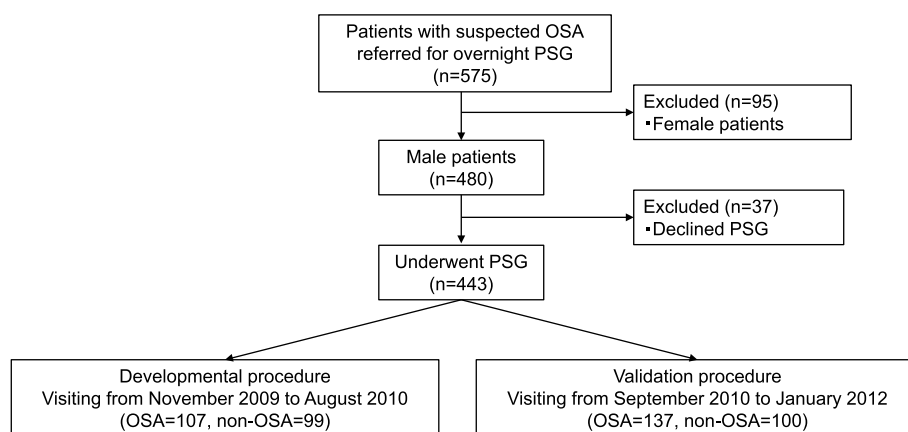 Patients with suspected OSA
referred for overnight PSG
(n=575)
Excluded (n=95)
・Female patients
Male patients
(n=480)
Excluded (n=37)
・Declined PSG
Underwent PSG
(n=443)
Developmental procedure
Visiting from November 2009 to August 2010
(OSA=107, non-OSA=99)
Validation procedure
Visiting from September 2010 to January 2012
(OSA=137, non-OSA=100)